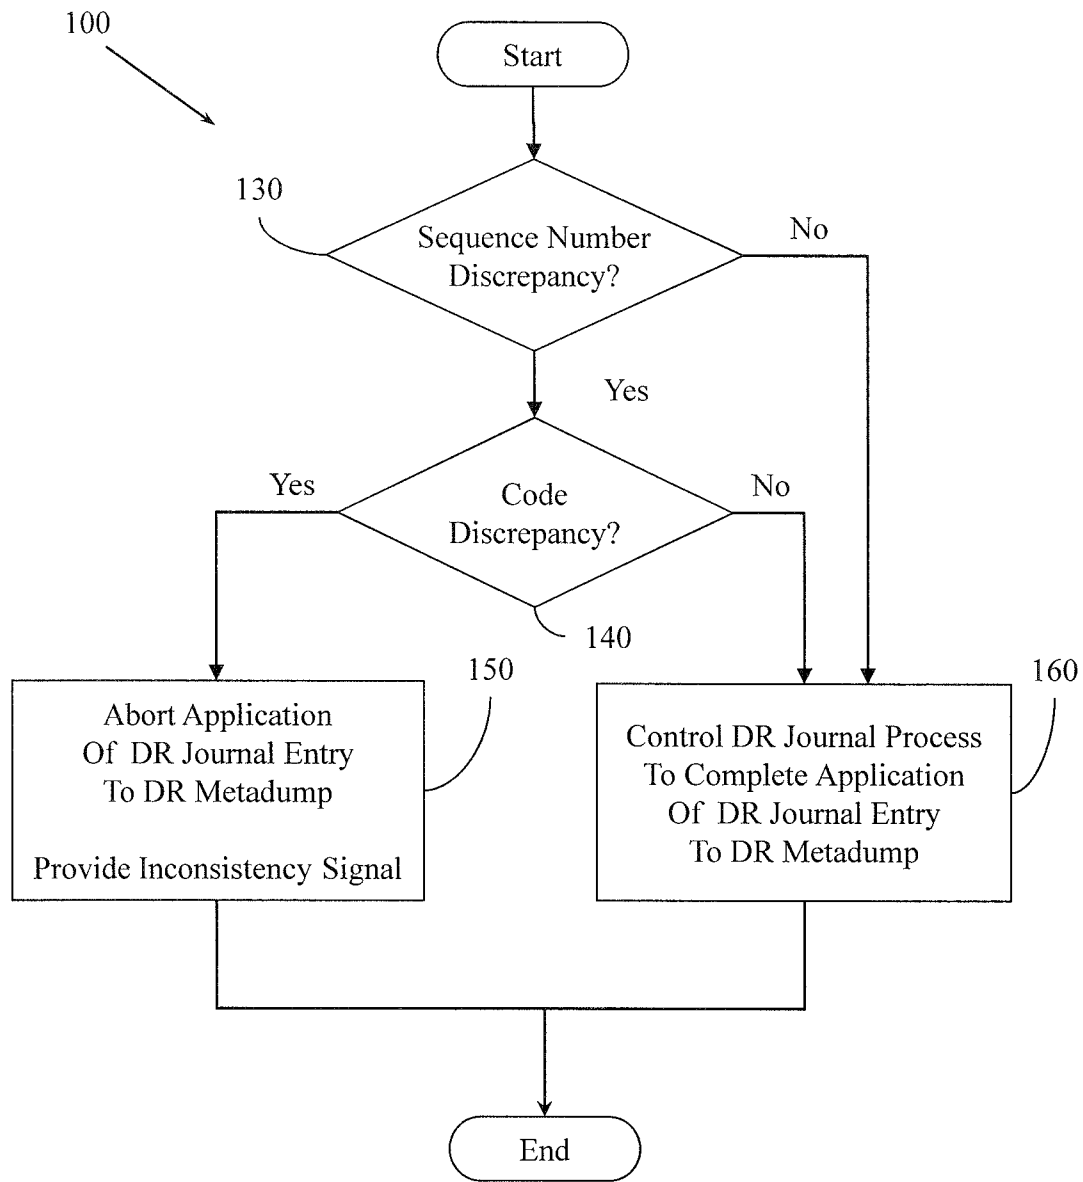 100
Start
130
Sequence Number
Discrepancy?
No
Yes
Yes
Code
Discrepancy?
No
140
150
Abort Application
Of DR Journal Entry
To DR Metadump
Provide Inconsistency Signal
160
Control DR Journal Process
To Complete Application
Of DR Journal Entry
To DR Metadump
End